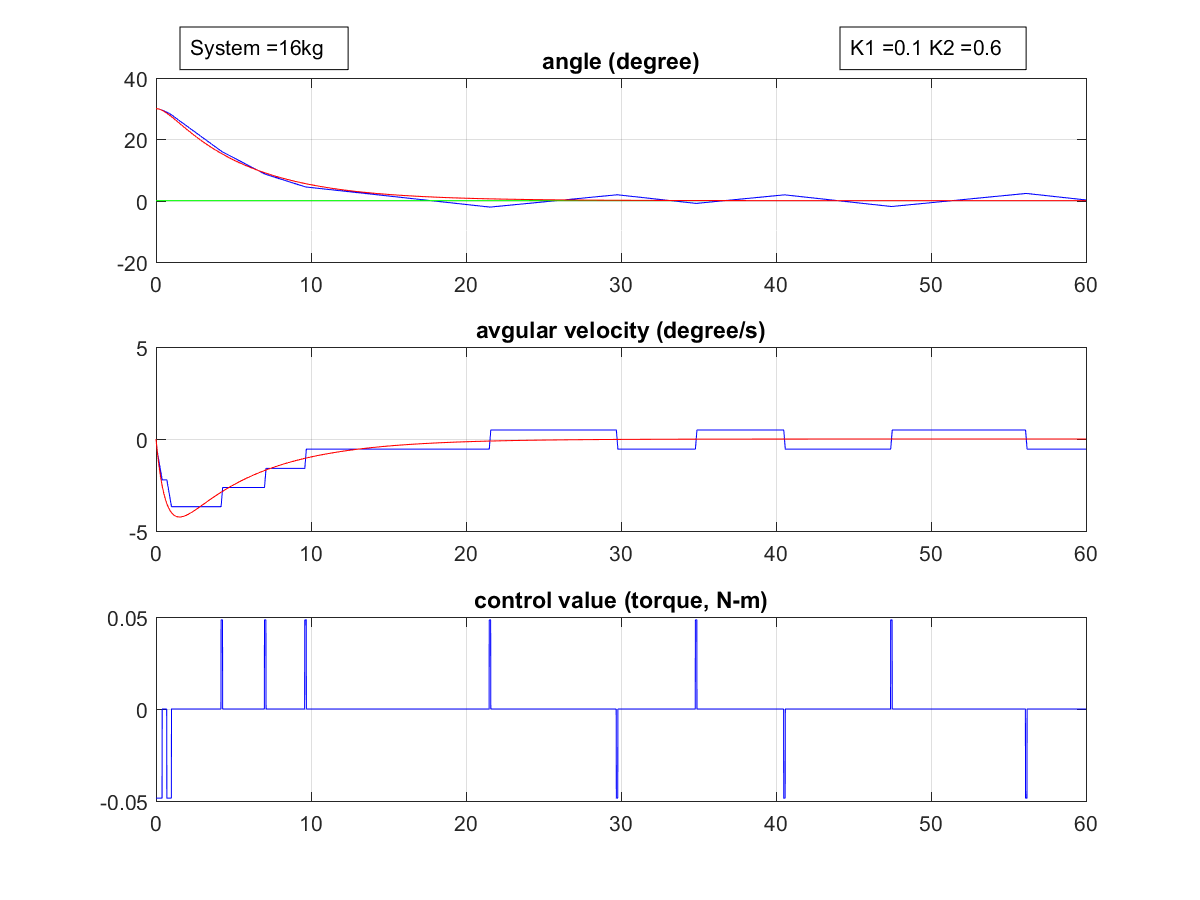 System =16kg
K1 =0.1 K2 =0.6
angle (degree)
40
20
0
-20
0 10 20 30 40 50 60
avgular velocity (degree/s)
5
0
-5
0 10 20 30 40 50 60
control value (torque, N-m)
0.05
0
-0.05
0 10 20 30 40 50 60